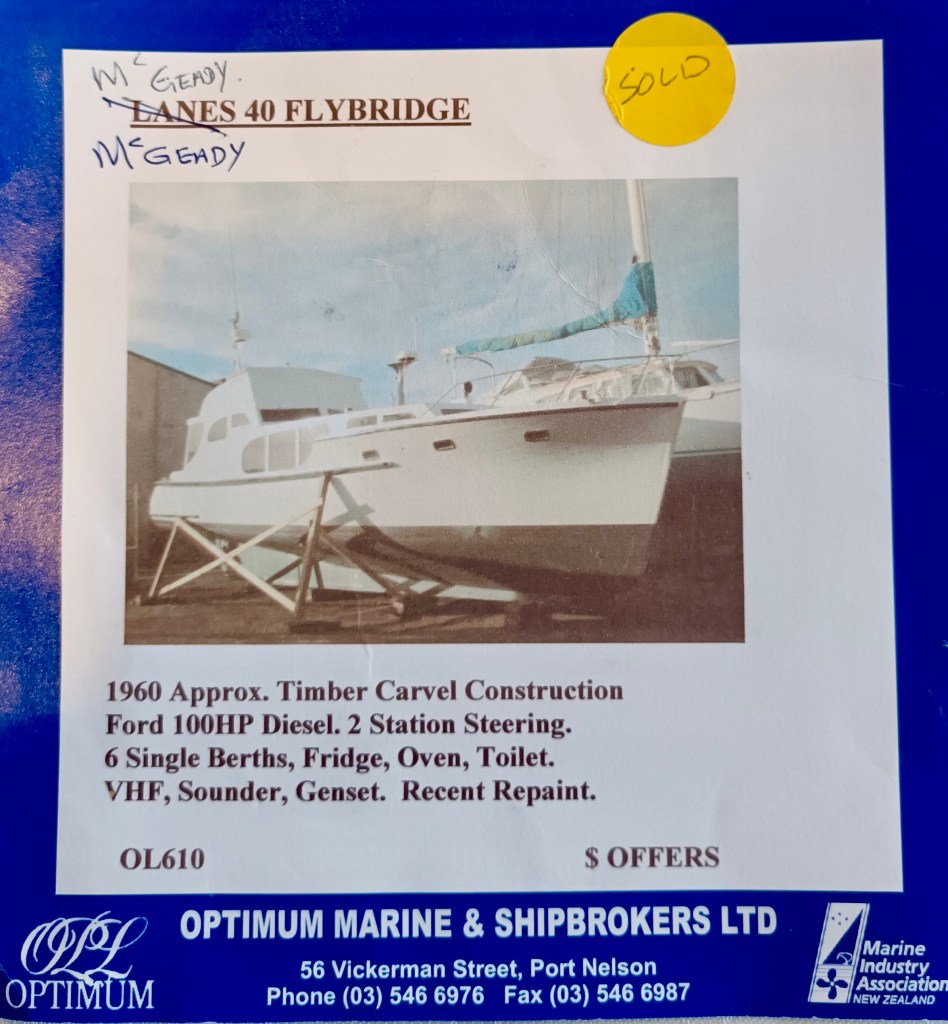 Mc GEADY.
SOLD
LANES 40 FLYBRIDGE
Mc GEADY
1960 Approx. Timber Carvel Construction
Ford 100HP Diesel. 2 Station Steering.
6 Single Berths, Fridge, Oven, Toilet.
VHF, Sounder, Genset. Recent Repaint.
OL610 $ OFFERS
OPTIMUM MARINE & SHIPBROKERS LTD
56 Vickerman Street, Port Nelson
Phone (03) 546 6976 Fax (03) 546 6987
OPTIMUM
Marine
Industry
Association
NEW ZEALAND